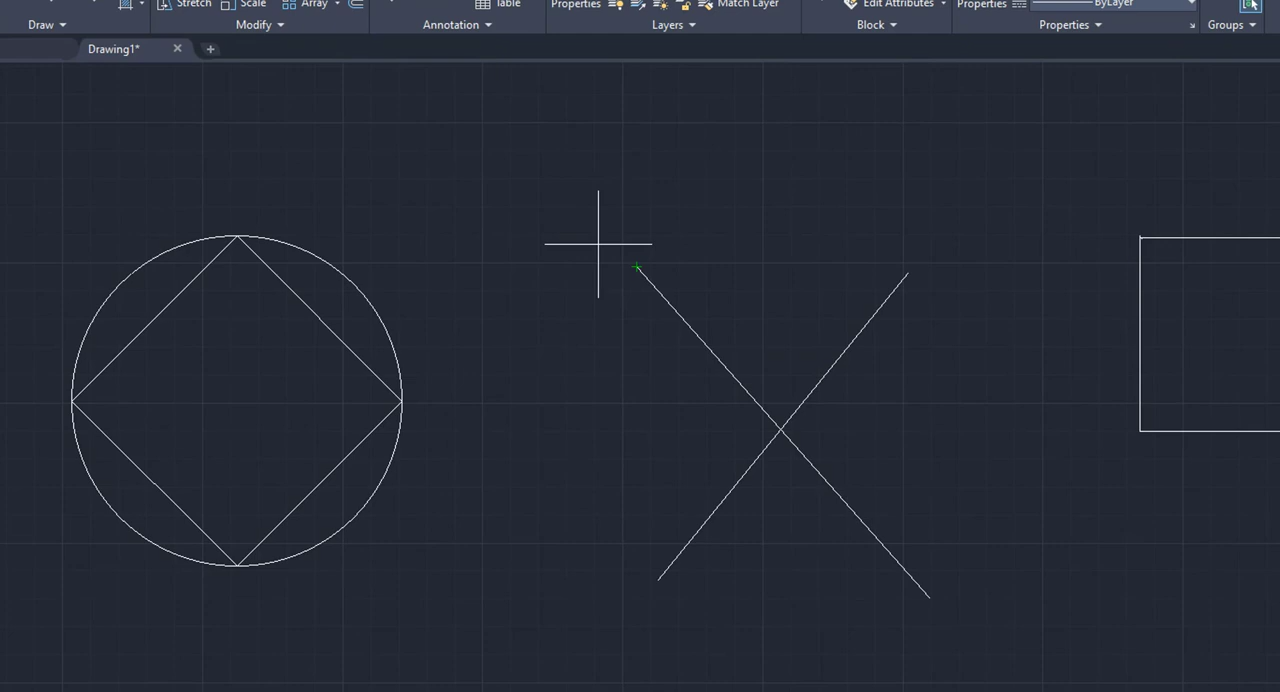 Stretch Scale Array Table Properties Match Layer Edit Attributes Properties ByLayer
Draw Modify Annotation Layers Block Properties Groups
Drawing1*